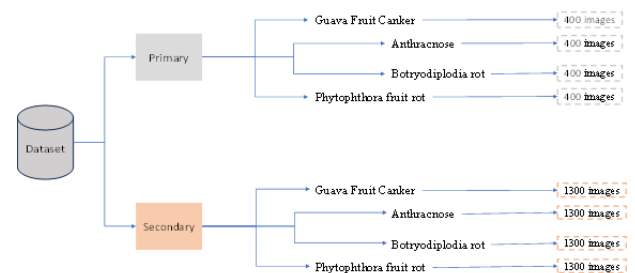 Dataset
Primary
Guava Fruit Canker 400 images
Anthracnose 400 images
Botryodiplodia rot 400 images
Phytophthora fruit rot 400 images
Secondary
Guava Fruit Canker 1300 images
Anthracnose 1300 images
Botryodiplodia rot 1300 images
Phytophthora fruit rot 1300 images